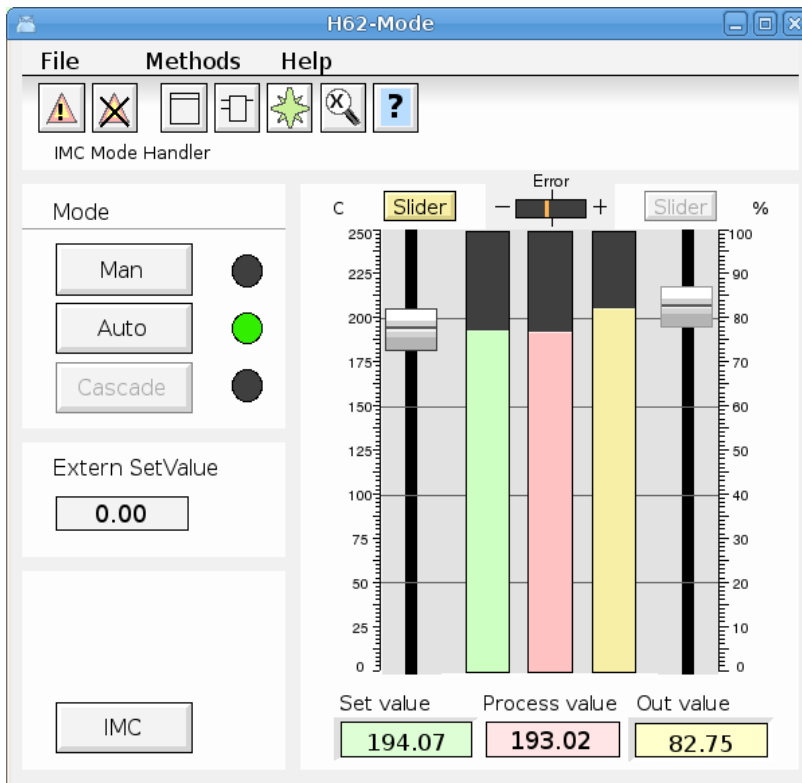 H62-Mode
File Methods Help
! X ?
IMC Mode Handler
Mode
Man
Auto
Cascade
Extern SetValue
0.00
IMC
Error
C Slider − + Slider %
250 100
225 90
200 80
175 70
150 60
125 50
100 40
75 30
50 20
25 10
0 0
Set value Process value Out value
194.07 193.02 82.75